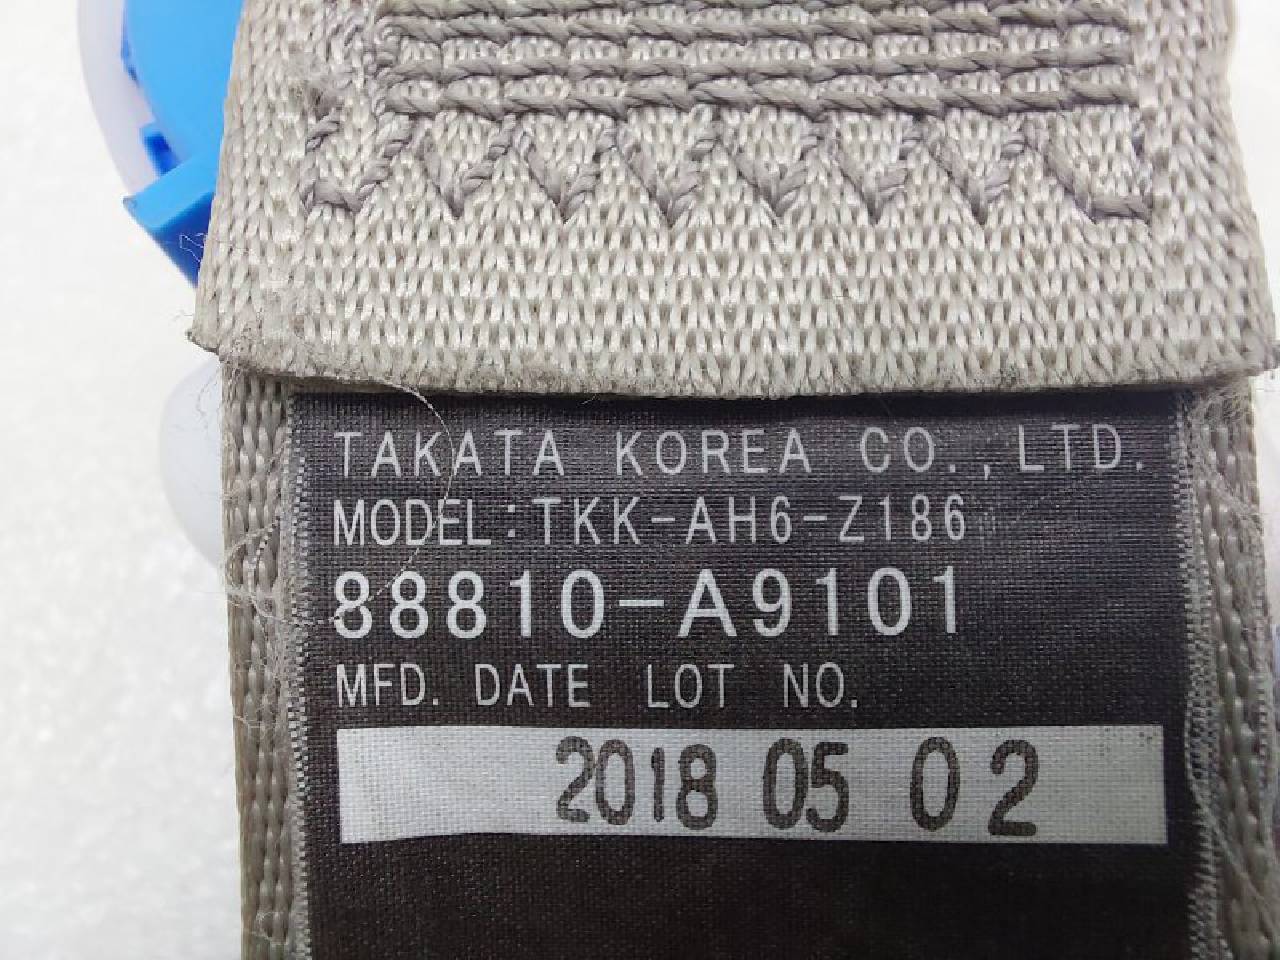 TAKATA KOREA CO.,LTD.
MODEL:TKK-AH6-Z186
88810-A9101
MFD. DATE LOT NO.
2018 05 02